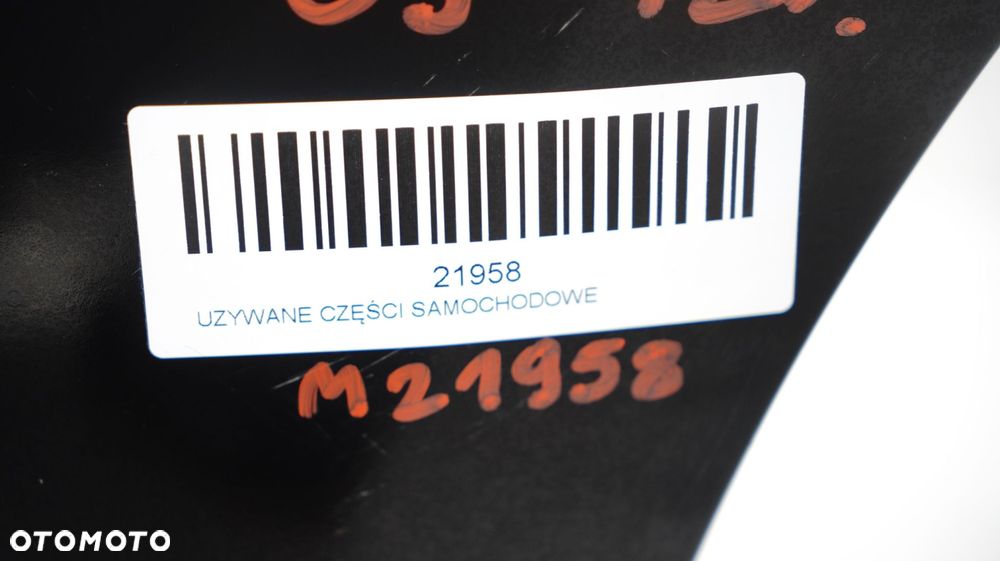 21958
UZYWANE CZĘŚCI SAMOCHODOWE
M21958
OTOMOTO